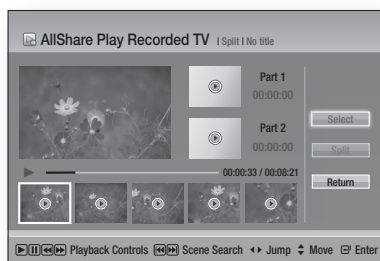 AllShare Play Recorded TV | Split | No title
Part 1
00:00:00
Part 2
00:00:00
00:00:33 / 00:08:21
Select
Split
Return
Playback Controls Scene Search Jump Move Enter